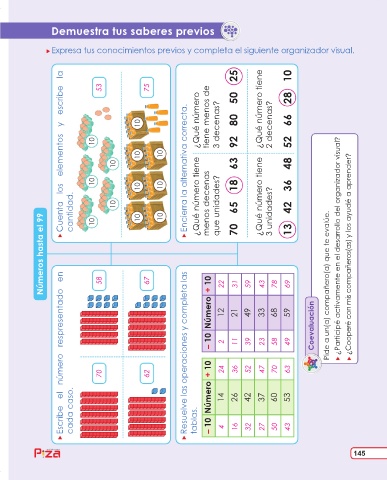 Demuestra tus saberes previos
▸ Expresa tus conocimientos previos y completa el siguiente organizador visual.
Números hasta el 99
▸ Cuenta los elementos y escribe la
cantidad.
10 10 10 10 10
53
10 10 10 10 10 10 10
75
▸ Encierra la alternativa correcta.
¿Qué número tiene
menos decenas
que unidades?
70 65 18 63
¿Qué número
tiene menos de
3 decenas?
92 80 50 25
¿Qué número tiene
3 unidades?
13 42 36 48
¿Qué número tiene
2 decenas?
52 66 28 10
▸ Escribe el número respresentado en
cada caso.
70
58
62
67
▸ Resuelve las operaciones y completa las
tablas.
– 10 Número + 10
4 14 24
16 26 36
32 42 52
27 37 47
50 60 70
43 53 63
– 10 Número + 10
2 12 22
11 21 31
39 49 59
23 33 43
58 68 78
49 59 69
Coevaluación
Pide a un(a) compañero(a) que te evalúe.
▸ ¿Participé activamente en el desarrollo del organizador visual?
▸ ¿Cooperé con mis compañeros(as) y los ayudé a aprender?
P:zA
145